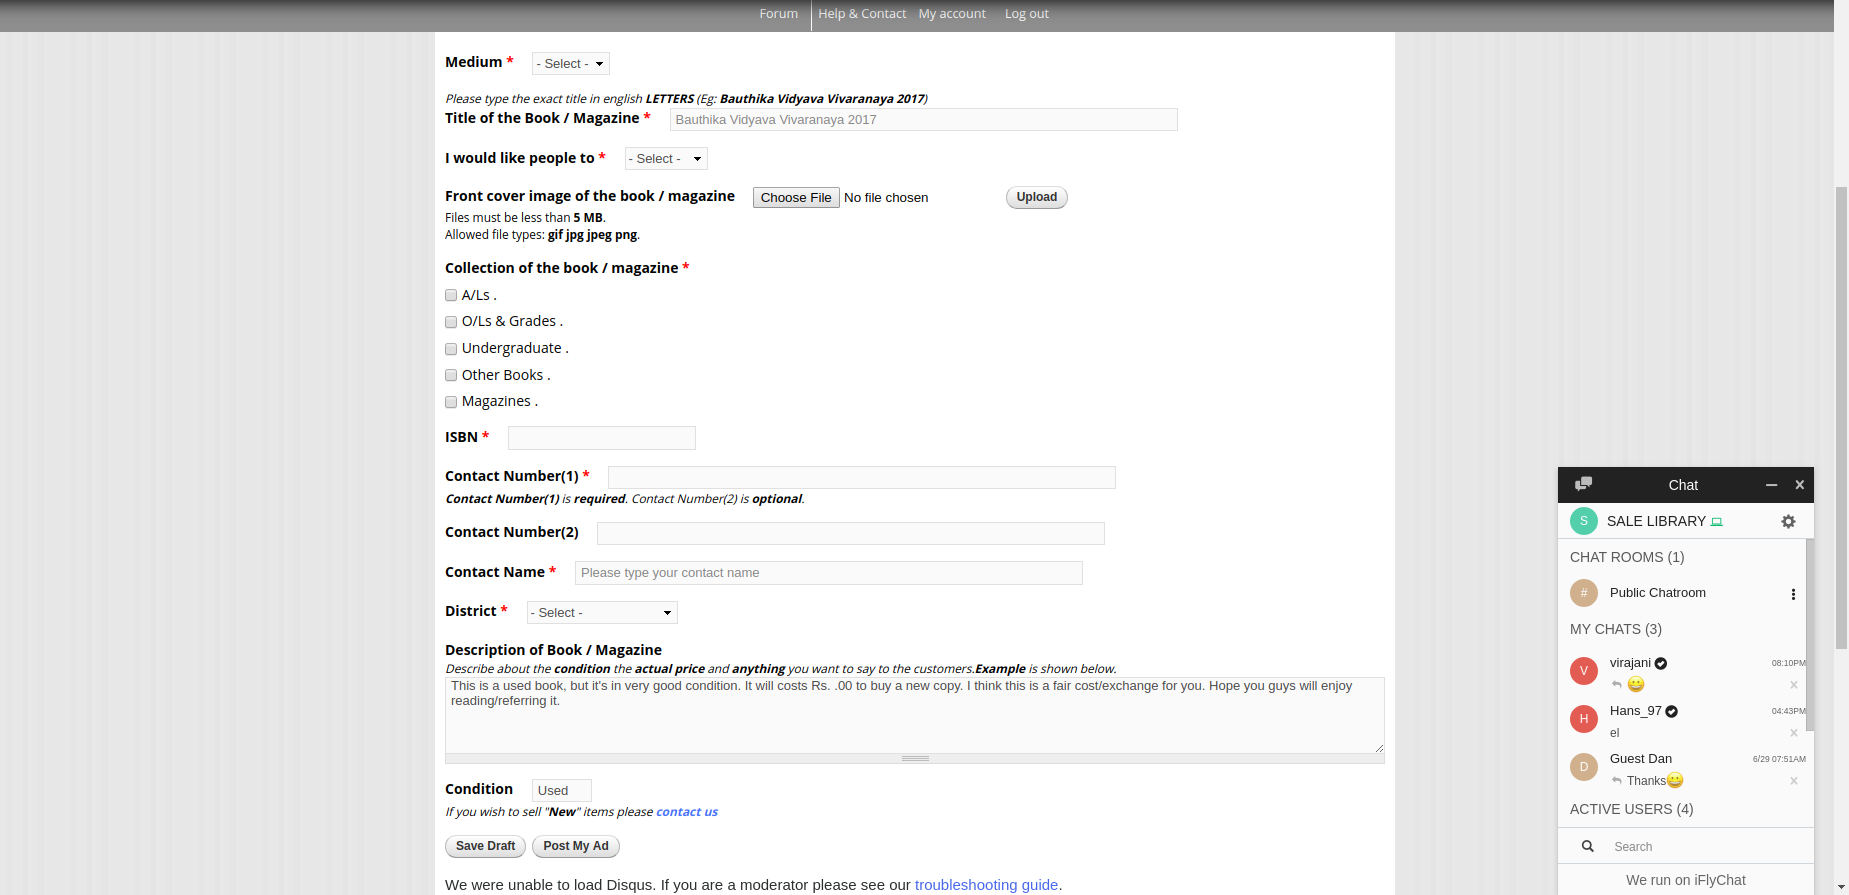 Forum Help & Contact My account Log out
Medium * - Select -
Please type the exact title in english LETTERS (Eg: Bauthika Vidyava Vivaranaya 2017)
Title of the Book / Magazine * Bauthika Vidyava Vivaranaya 2017
I would like people to * - Select -
Front cover image of the book / magazine Choose File No file chosen Upload
Files must be less than 5 MB.
Allowed file types: gif jpg jpeg png.
Collection of the book / magazine *
A/Ls .
O/Ls & Grades .
Undergraduate .
Other Books .
Magazines .
ISBN *
Contact Number(1) *
Contact Number(1) is required. Contact Number(2) is optional.
Contact Number(2)
Contact Name * Please type your contact name
District * - Select -
Description of Book / Magazine
Describe about the condition the actual price and anything you want to say to the customers.Example is shown below.
This is a used book, but it's in very good condition. It will costs Rs. .00 to buy a new copy. I think this is a fair cost/exchange for you. Hope you guys will enjoy
reading/referring it.
Condition Used
If you wish to sell "New" items please contact us
Save Draft Post My Ad
We were unable to load Disqus. If you are a moderator please see our troubleshooting guide.
Chat
S SALE LIBRARY
CHAT ROOMS (1)
# Public Chatroom
MY CHATS (3)
V virajani 08:10PM
H Hans_97 04:43PM
el
D Guest Dan 6/29 07:51AM
Thanks
ACTIVE USERS (4)
Search
We run on iFlyChat